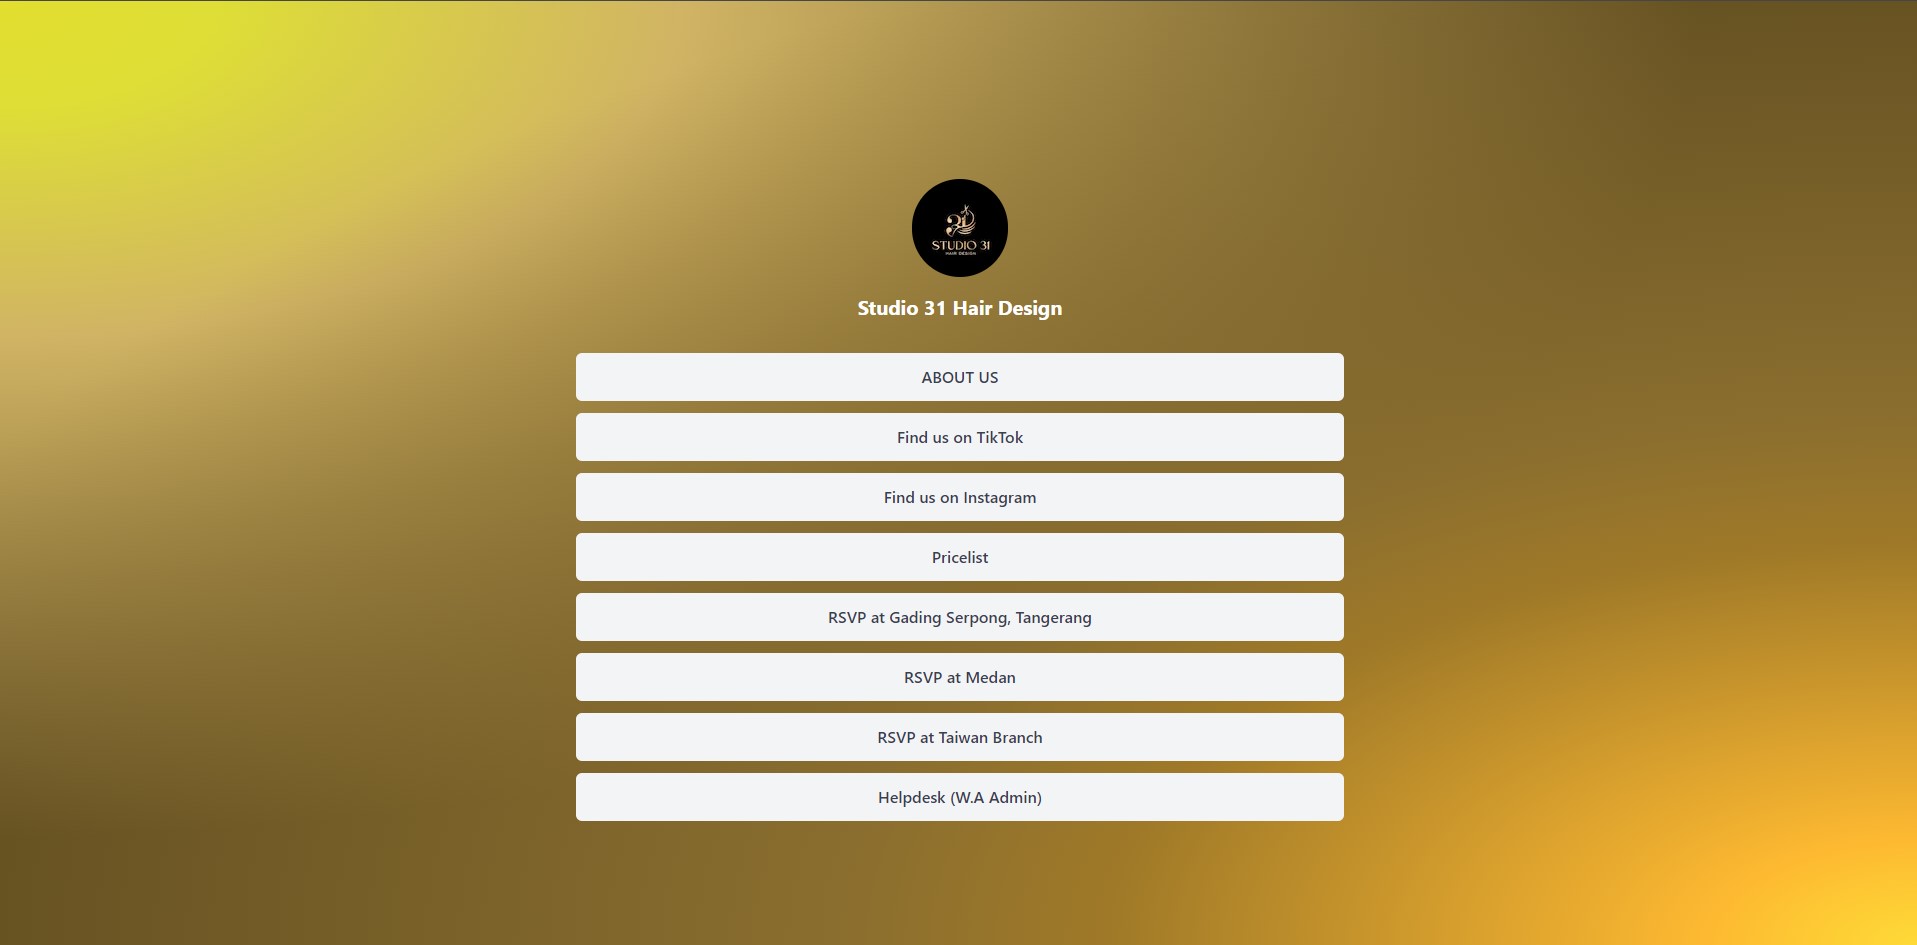 31
STUDIO 31
HAIR DESIGN
Studio 31 Hair Design
ABOUT US
Find us on TikTok
Find us on Instagram
Pricelist
RSVP at Gading Serpong, Tangerang
RSVP at Medan
RSVP at Taiwan Branch
Helpdesk (W.A Admin)